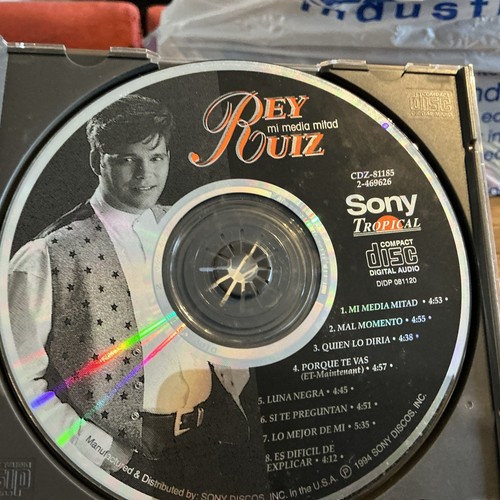 indust
REY
RUIZ
mi media mitad
CDZ-81185
2-469626
Sony
TROPICAL
COMPACT
disc
DIGITAL AUDIO
DIDP 081120
1. MI MEDIA MITAD • 4:53 •
2. MAL MOMENTO • 4:55 •
3. QUIEN LO DIRIA • 4:38 •
4. PORQUE TE VAS
(ET-Maintenant) • 4:57 •
5. LUNA NEGRA • 4:45 •
6. SI TE PREGUNTAN • 4:51 •
7. LO MEJOR DE MI • 5:35 •
8. ES DIFICIL DE
EXPLICAR • 4:12 •
Manufactured & Distributed by: SONY DISCOS, INC. In the U.S.A. ℗ 1994 SONY DISCOS, INC.
disc